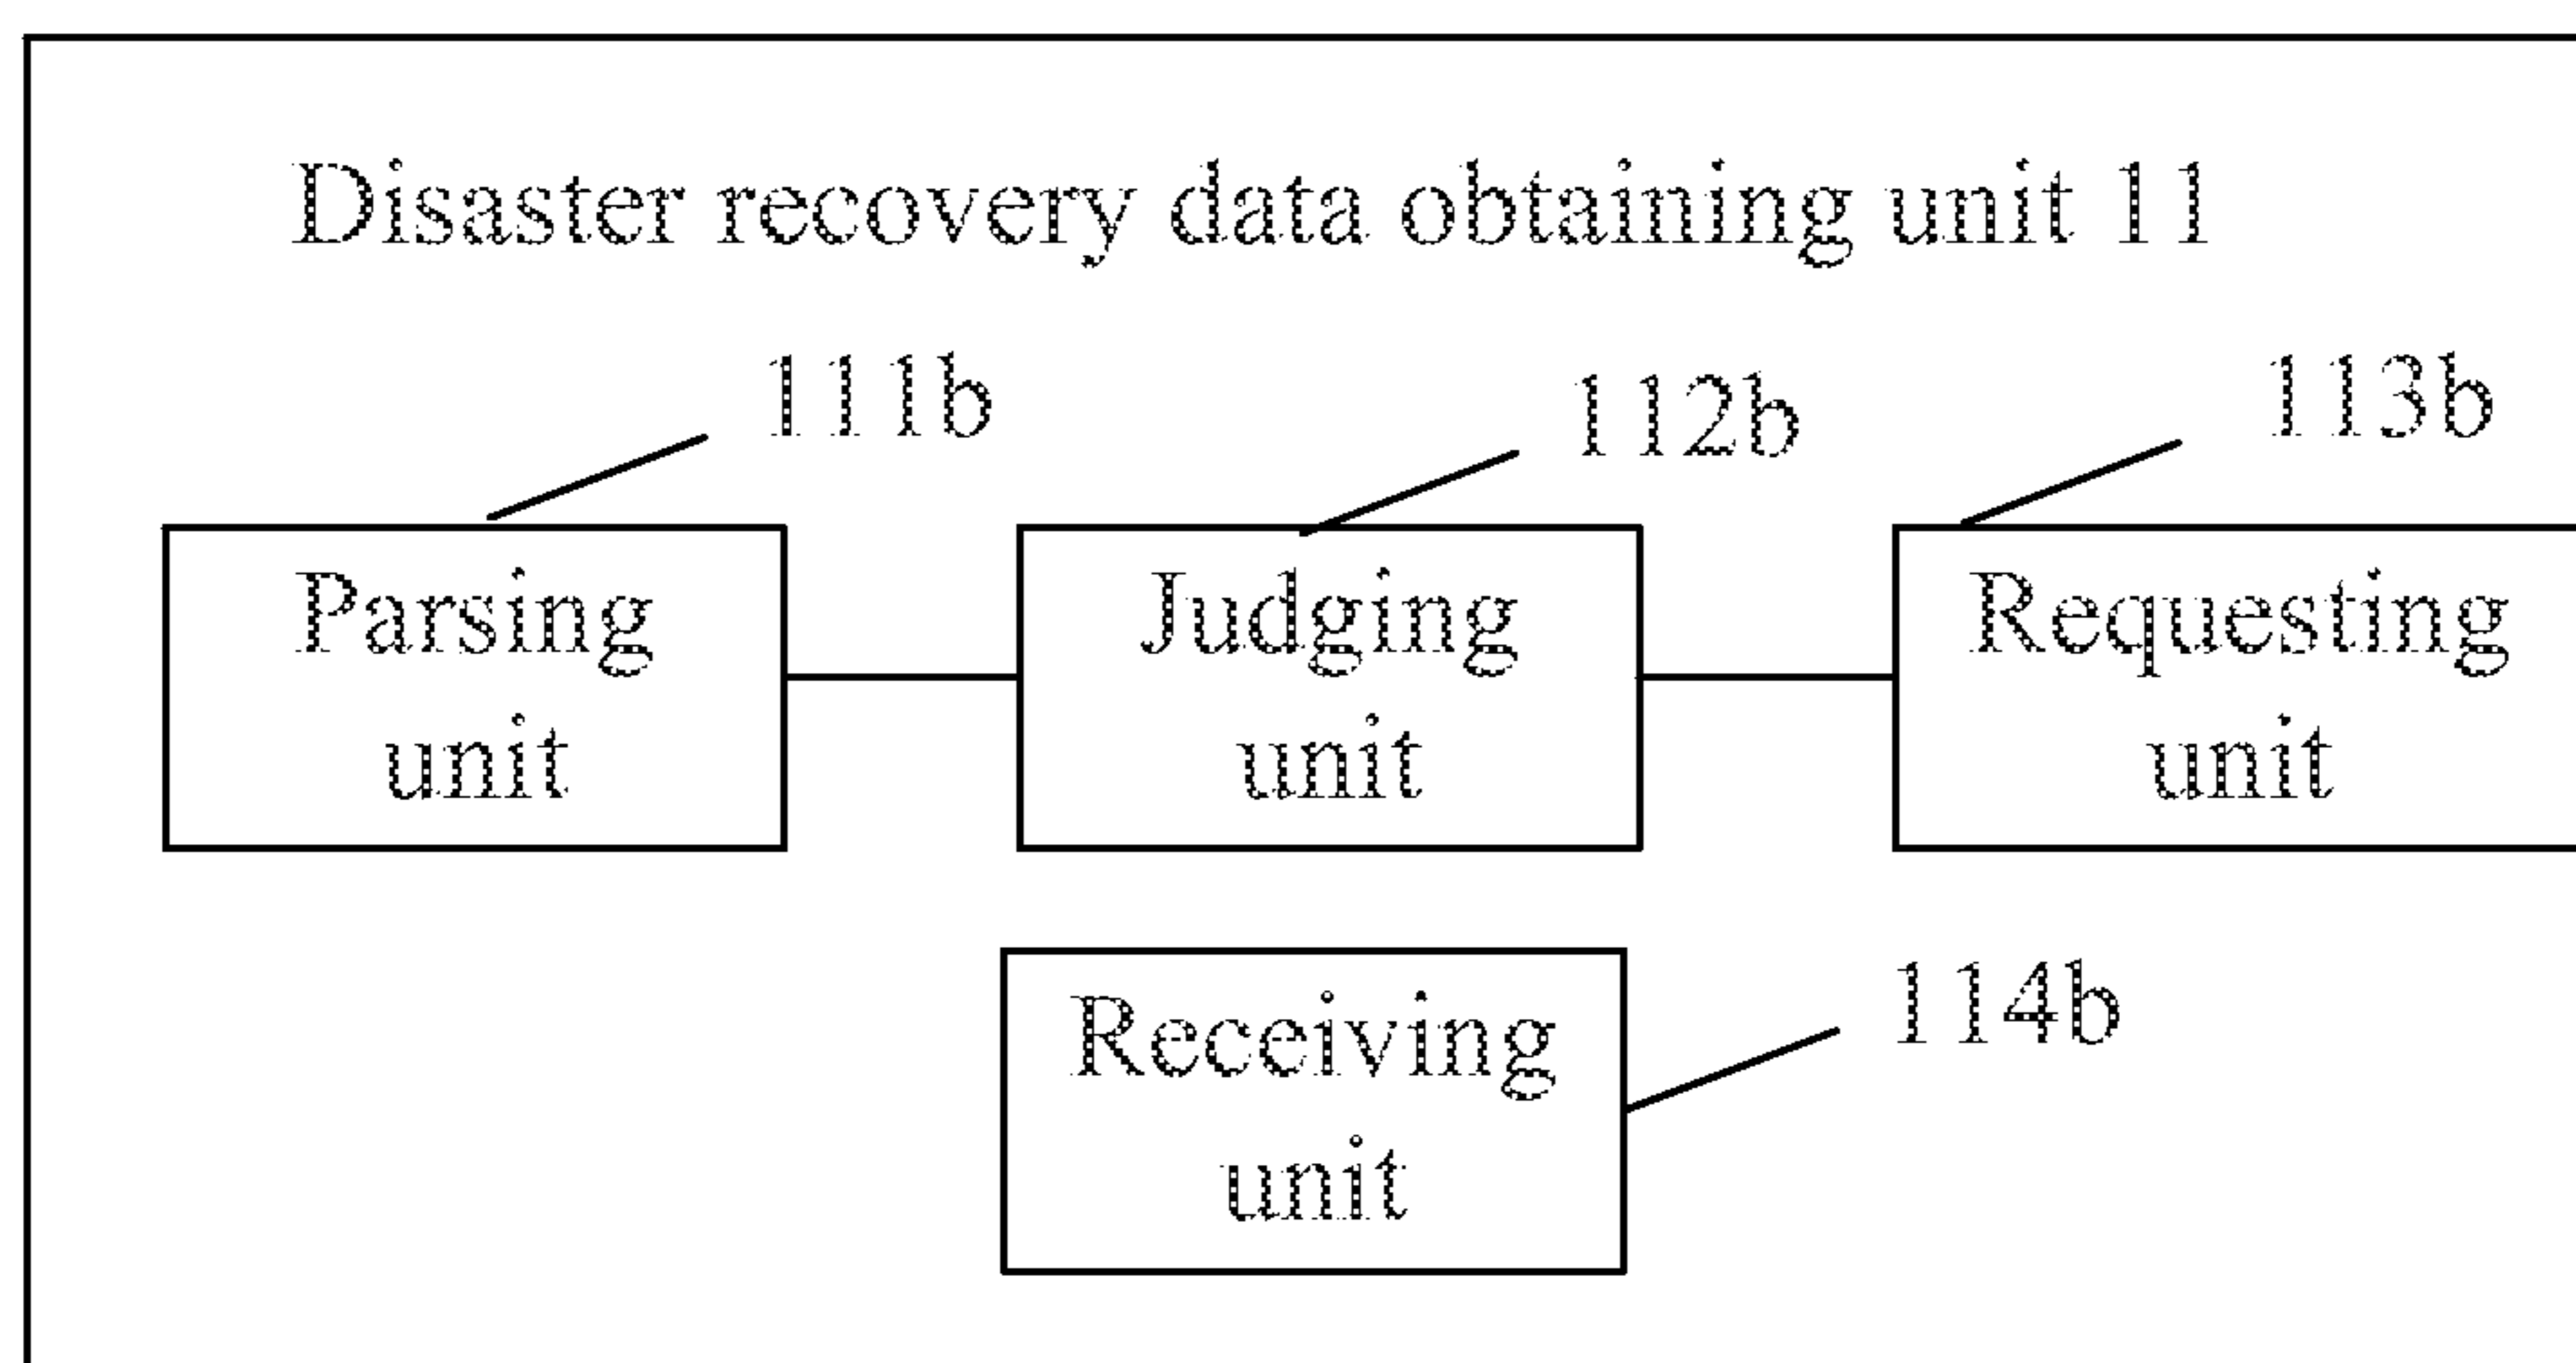 Disaster recovery data obtaining unit 11
111b
112b
113b
Parsing
unit
Judging
unit
Requesting
unit
Receiving
unit
114b